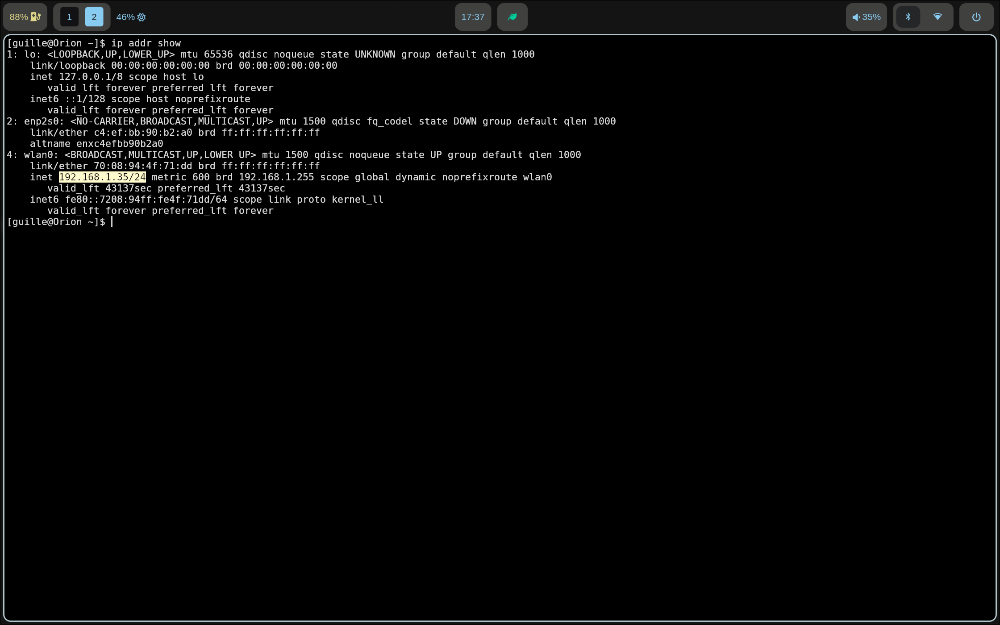 88% 1 2 46% 17:37 35%
[guille@Orion ~]$ ip addr show
1: lo: <LOOPBACK,UP,LOWER_UP> mtu 65536 qdisc noqueue state UNKNOWN group default qlen 1000
    link/loopback 00:00:00:00:00:00 brd 00:00:00:00:00:00
    inet 127.0.0.1/8 scope host lo
       valid_lft forever preferred_lft forever
    inet6 ::1/128 scope host noprefixroute
       valid_lft forever preferred_lft forever
2: enp2s0: <NO-CARRIER,BROADCAST,MULTICAST,UP> mtu 1500 qdisc fq_codel state DOWN group default qlen 1000
    link/ether c4:ef:bb:90:b2:a0 brd ff:ff:ff:ff:ff:ff
    altname enxc4efbb90b2a0
4: wlan0: <BROADCAST,MULTICAST,UP,LOWER_UP> mtu 1500 qdisc noqueue state UP group default qlen 1000
    link/ether 70:08:94:4f:71:dd brd ff:ff:ff:ff:ff:ff
    inet 192.168.1.35/24 metric 600 brd 192.168.1.255 scope global dynamic noprefixroute wlan0
       valid_lft 43137sec preferred_lft 43137sec
    inet6 fe80::7208:94ff:fe4f:71dd/64 scope link proto kernel_ll
       valid_lft forever preferred_lft forever
[guille@Orion ~]$